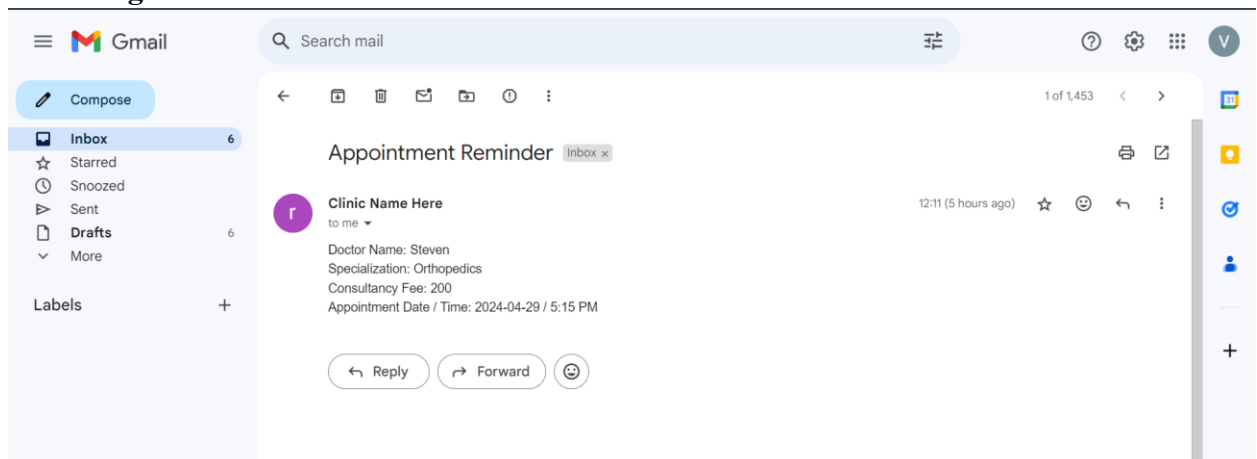 Gmail
Search mail
V
Compose
1 of 1,453
31
Inbox 6
Starred
Snoozed
Sent
Drafts 6
More
Labels
Appointment Reminder Inbox x
r
Clinic Name Here
12:11 (5 hours ago)
to me
Doctor Name: Steven
Specialization: Orthopedics
Consultancy Fee: 200
Appointment Date / Time: 2024-04-29 / 5:15 PM
Reply Forward